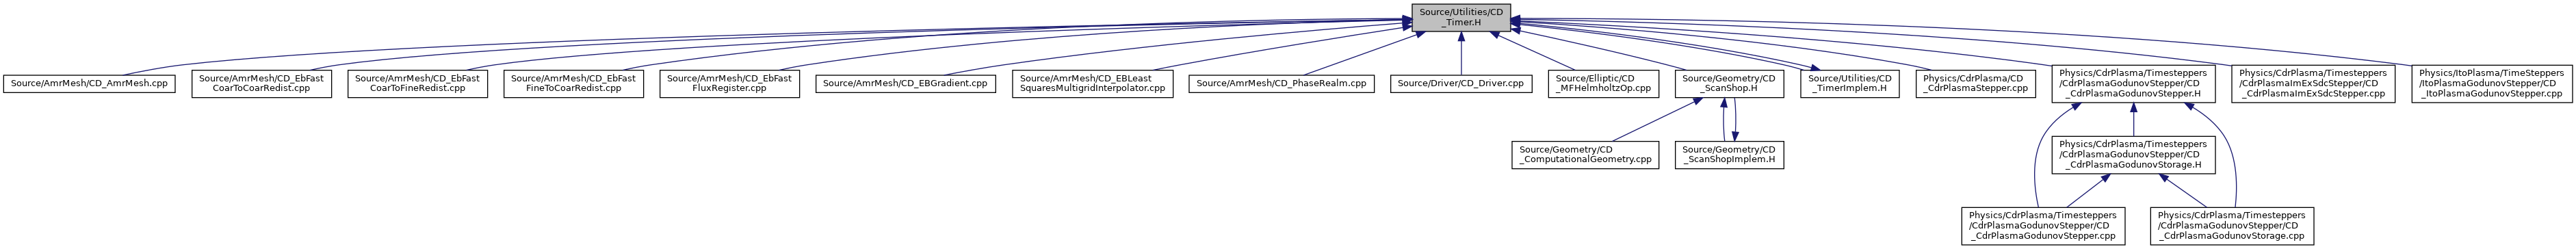 Source/Utilities/CD
_Timer.H
Source/AmrMesh/CD_AmrMesh.cpp
Source/AmrMesh/CD_EbFast
CoarToCoarRedist.cpp
Source/AmrMesh/CD_EbFast
CoarToFineRedist.cpp
Source/AmrMesh/CD_EbFast
FineToCoarRedist.cpp
Source/AmrMesh/CD_EbFast
FluxRegister.cpp
Source/AmrMesh/CD_EBGradient.cpp
Source/AmrMesh/CD_EBLeast
SquaresMultigridInterpolator.cpp
Source/AmrMesh/CD_PhaseRealm.cpp
Source/Driver/CD_Driver.cpp
Source/Elliptic/CD
_MFHelmholtzOp.cpp
Source/Geometry/CD
_ScanShop.H
Source/Utilities/CD
_TimerImplem.H
Physics/CdrPlasma/CD
_CdrPlasmaStepper.cpp
Physics/CdrPlasma/Timesteppers
/CdrPlasmaGodunovStepper/CD
_CdrPlasmaGodunovStepper.H
Physics/CdrPlasma/Timesteppers
/CdrPlasmaImExSdcStepper/CD
_CdrPlasmaImExSdcStepper.cpp
Physics/ItoPlasma/TimeSteppers
/ItoPlasmaGodunovStepper/CD
_ItoPlasmaGodunovStepper.cpp
Source/Geometry/CD
_ComputationalGeometry.cpp
Source/Geometry/CD
_ScanShopImplem.H
Physics/CdrPlasma/Timesteppers
/CdrPlasmaGodunovStepper/CD
_CdrPlasmaGodunovStorage.H
Physics/CdrPlasma/Timesteppers
/CdrPlasmaGodunovStepper/CD
_CdrPlasmaGodunovStepper.cpp
Physics/CdrPlasma/Timesteppers
/CdrPlasmaGodunovStepper/CD
_CdrPlasmaGodunovStorage.cpp